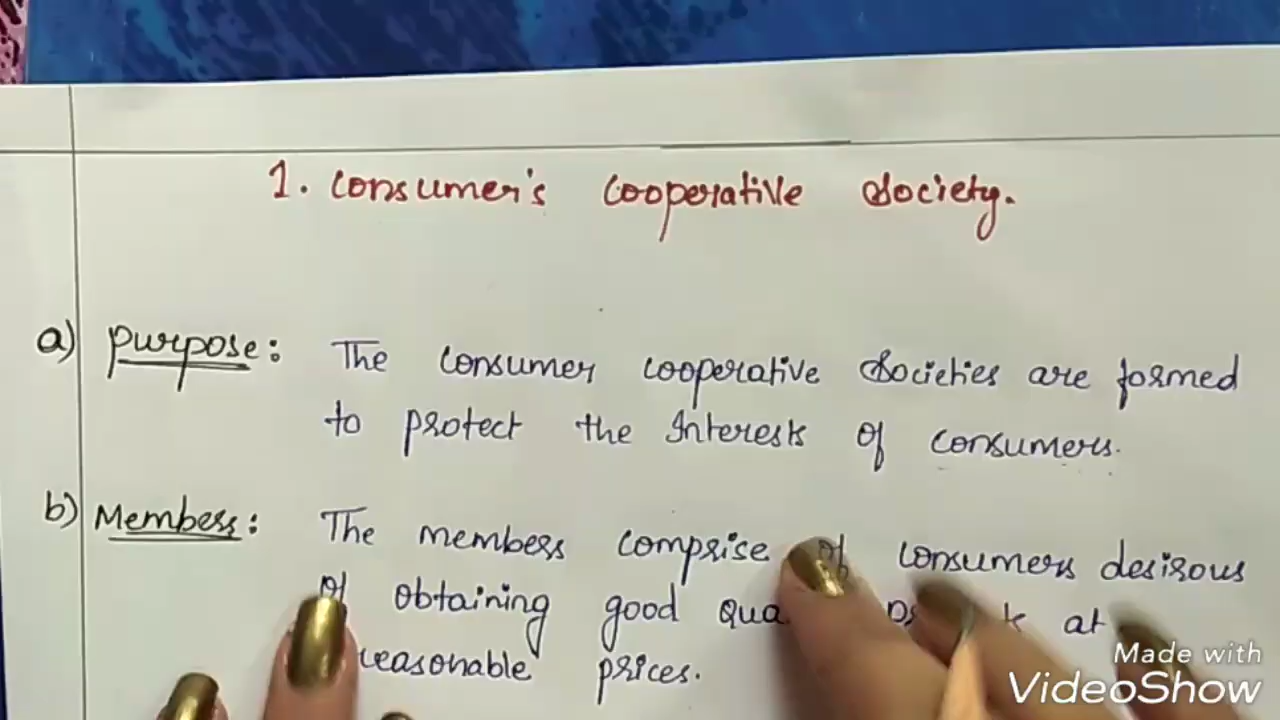 1. Consumer's cooperative Society.
a) Purpose: The consumer cooperative Societies are formed
to protect the Interests of consumers.
b) Members: The members comprise of consumers desirous
of obtaining good at
reasonable prices.
Made with
VideoShow